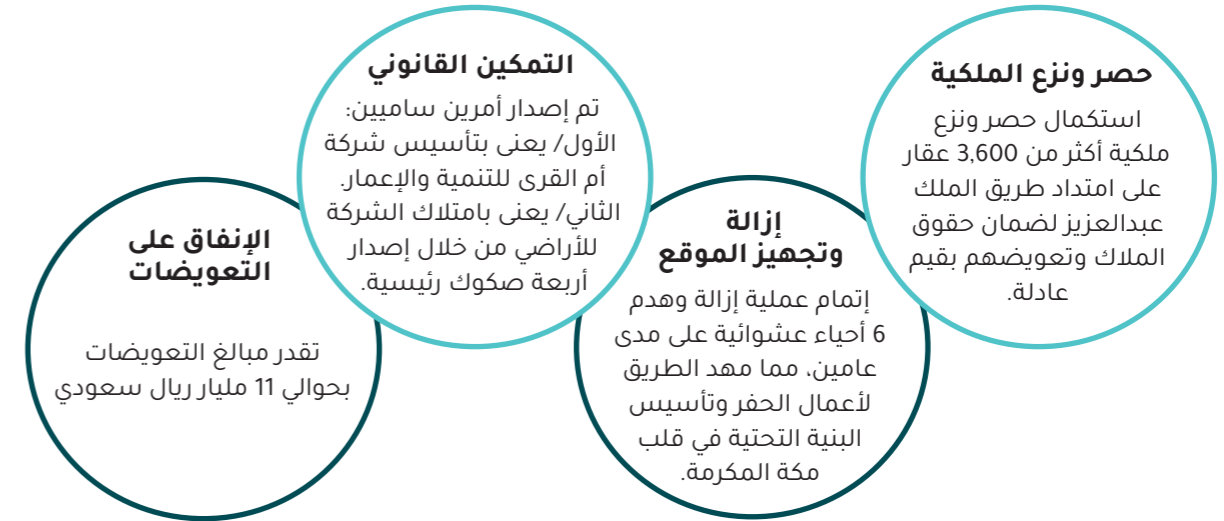 حصر ونزع الملكية
استكمال حصر ونزع
ملكية أكثر من 3,600 عقار
على امتداد طريق الملك
عبدالعزيز لضمان حقوق
الملاك وتعويضهم بقيم
عادلة.
إزالة
وتجهيز الموقع
إتمام عملية إزالة وهدم
6 أحياء عشوائية على مدى
عامين، مما مهد الطريق
لأعمال الحفر وتأسيس
البنية التحتية في قلب
مكة المكرمة.
التمكين القانوني
تم إصدار أمرين ساميين:
الأول/ يعنى بتأسيس شركة
أم القرى للتنمية والإعمار.
الثاني/ يعنى بامتلاك الشركة
للأراضي من خلال إصدار
أربعة صكوك رئيسية.
الإنفاق على
التعويضات
تقدر مبالغ التعويضات
بحوالي 11 مليار ريال سعودي